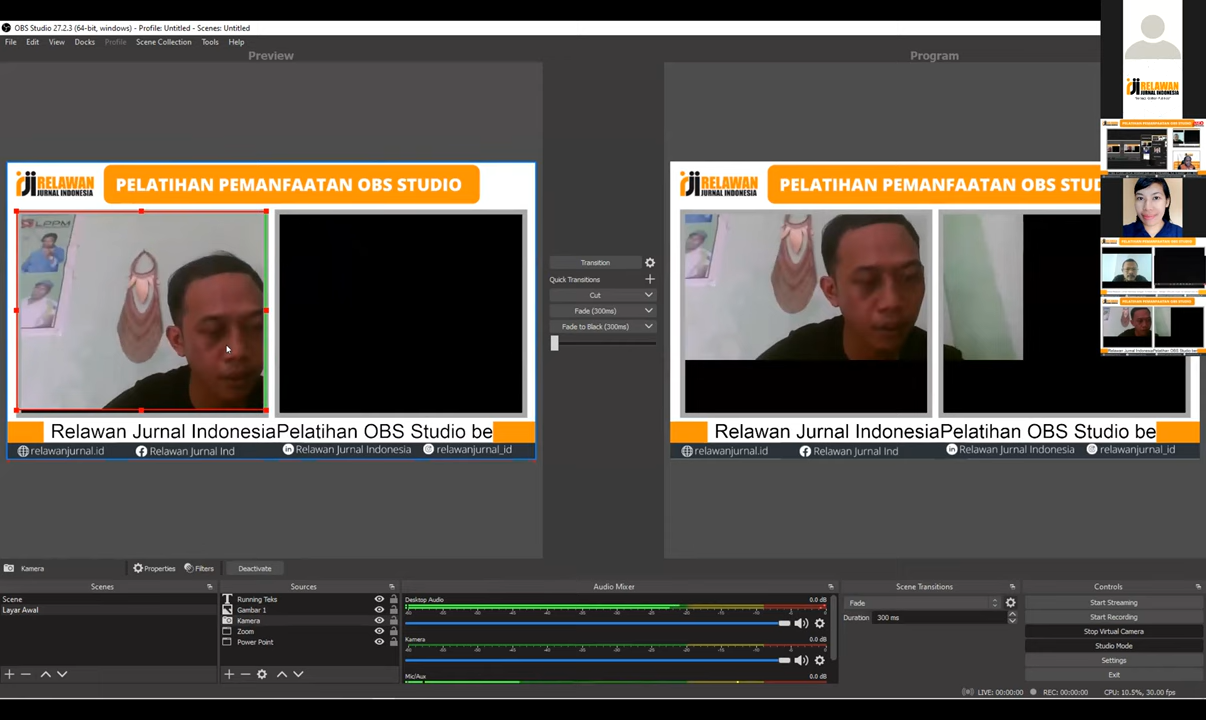 OBS Studio 27.2.3 (64-bit, windows) - Profile: Untitled - Scenes: Untitled
File Edit View Docks Profile Scene Collection Tools Help
Preview
Program
RELAWAN
JURNAL INDONESIA
PELATIHAN PEMANFAATAN OBS STUDIO
LPPM
Relawan Jurnal IndonesiaPelatihan OBS Studio be
relawanjurnal.id Relawan Jurnal Ind Relawan Jurnal Indonesia relawanjurnal_id
Transition
Quick Transitions
Cut
Fade (300ms)
Fade to Black (300ms)
RELAWAN
JURNAL INDONESIA
PELATIHAN PEMANFAATAN OBS STUD
Relawan Jurnal IndonesiaPelatihan OBS Studio be
relawanjurnal.id Relawan Jurnal Ind Relawan Jurnal Indonesia relawanjurnal_id
RELAWAN
JURNAL INDONESIA
Relawan Jurnal IndonesiaPelatihan OBS Studio be
Kamera Properties Filters Deactivate
Scenes
Scene
Layar Awal
Sources
Running Teks
Gambar 1
Kamera
Zoom
Power Point
Audio Mixer
Desktop Audio 0.0 dB
Kamera 0.0 dB
Mic/Aux 0.0 dB
Scene Transitions
Fade
Duration 300 ms
Controls
Start Streaming
Start Recording
Stop Virtual Camera
Studio Mode
Settings
Exit
LIVE: 00:00:00 REC: 00:00:00 CPU: 10.5%, 30.00 fps